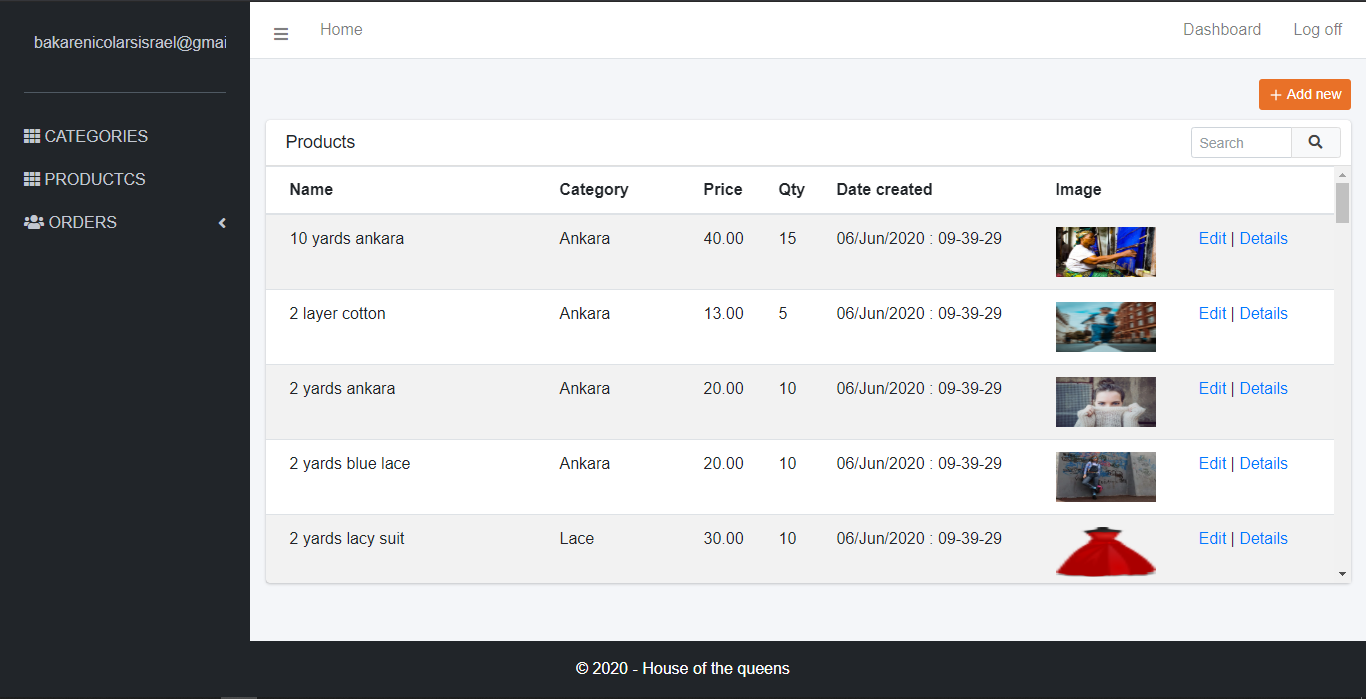 bakarenicolarsisrael@gmai
Home
Dashboard
Log off
CATEGORIES
PRODUCTCS
ORDERS
+ Add new
Products
Search
Name Category Price Qty Date created Image
10 yards ankara Ankara 40.00 15 06/Jun/2020 : 09-39-29 Edit | Details
2 layer cotton Ankara 13.00 5 06/Jun/2020 : 09-39-29 Edit | Details
2 yards ankara Ankara 20.00 10 06/Jun/2020 : 09-39-29 Edit | Details
2 yards blue lace Ankara 20.00 10 06/Jun/2020 : 09-39-29 Edit | Details
2 yards lacy suit Lace 30.00 10 06/Jun/2020 : 09-39-29 Edit | Details
© 2020 - House of the queens